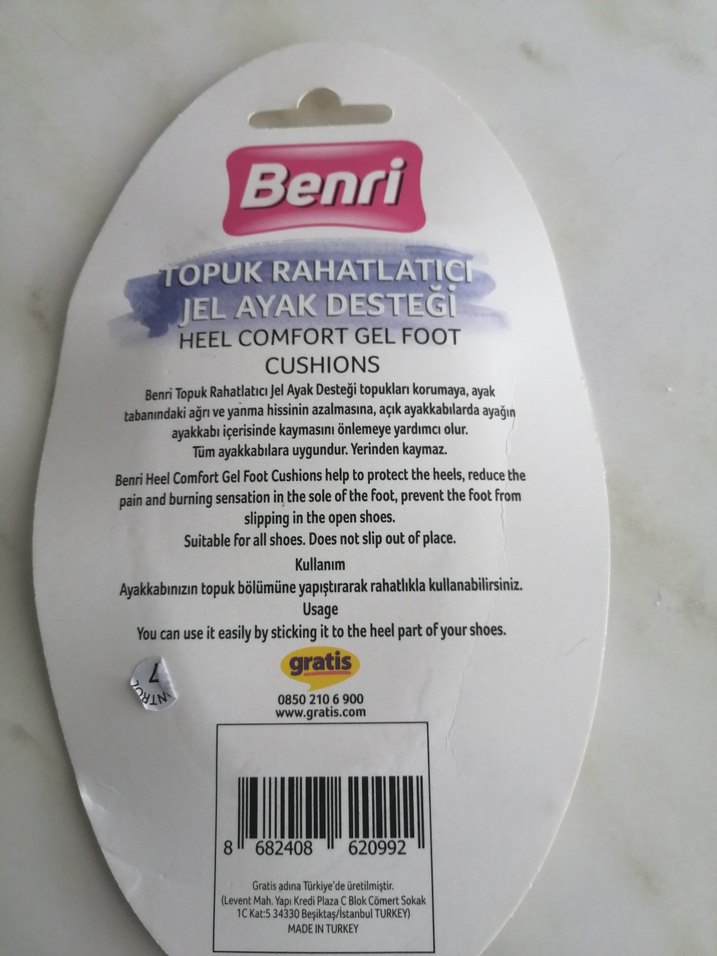 Benri
TOPUK RAHATLATICI
JEL AYAK DESTEĞİ
HEEL COMFORT GEL FOOT
CUSHIONS
Benri Topuk Rahatlatıcı Jel Ayak Desteği topukları korumaya, ayak
tabanındaki ağrı ve yanma hissinin azalmasına, açık ayakkabılarda ayağın
ayakkabı içerisinde kaymasını önlemeye yardımcı olur.
Tüm ayakkabılara uygundur. Yerinden kaymaz.
Benri Heel Comfort Gel Foot Cushions help to protect the heels, reduce the
pain and burning sensation in the sole of the foot, prevent the foot from
slipping in the open shoes.
Suitable for all shoes. Does not slip out of place.
Kullanım
Ayakkabınızın topuk bölümüne yapıştırarak rahatlıkla kullanabilirsiniz.
Usage
You can use it easily by sticking it to the heel part of your shoes.
gratis
7
0850 210 6 900
www.gratis.com
8 682408 620992
Gratis adına Türkiye'de üretilmiştir.
(Levent Mah. Yapı Kredi Plaza C Blok Cömert Sokak
1C Kat:5 34330 Beşiktaş/İstanbul TURKEY)
MADE IN TURKEY